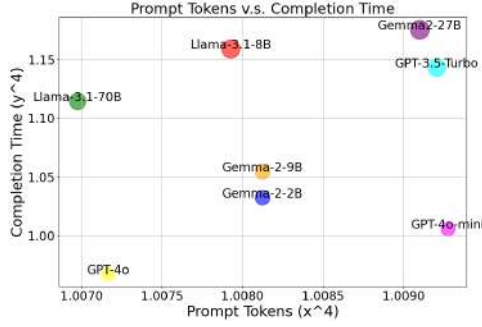 Prompt Tokens v.s. Completion Time
Gemma2-27B
Llama-3.1-8B
GPT-3.5-Turbo
Llama-3.1-70B
Gemma-2-9B
Gemma-2-2B
GPT-4o-mini
GPT-4o
Completion Time (y^4)
1.15
1.10
1.05
1.00
1.0070
1.0075
1.0080
1.0085
1.0090
Prompt Tokens (x^4)